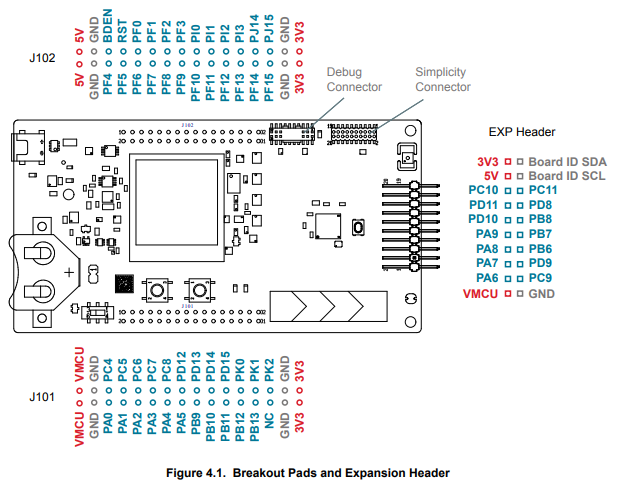 5V GND BDEN RST PF0 PF1 PF2 PF3 PI0 PI1 PI2 PI3 PJ14 PJ15 GND 3V3
J102
5V GND PF4 PF5 PF6 PF7 PF8 PF9 PF10 PF11 PF12 PF13 PF14 PF15 GND 3V3
Debug
Connector
Simplicity
Connector
J102
EXP Header
3V3 Board ID SDA
5V Board ID SCL
PC10 PC11
PD11 PD8
PD10 PB8
PA9 PB7
PA8 PB6
PA7 PD9
PA6 PC9
VMCU GND
J101
VMCU GND PC4 PC5 PC6 PC7 PC8 PD12 PD13 PD14 PD15 PK0 PK1 PK2 GND 3V3
J101
VMCU GND PA0 PA1 PA2 PA3 PA4 PA5 PB9 PB10 PB11 PB12 PB13 NC GND 3V3
Figure 4.1. Breakout Pads and Expansion Header